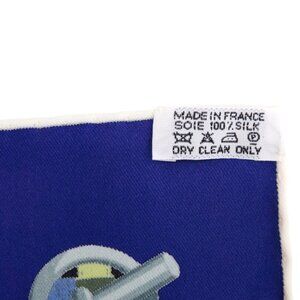 MADE IN FRANCE
SOIE 100% SILK
DRY CLEAN ONLY